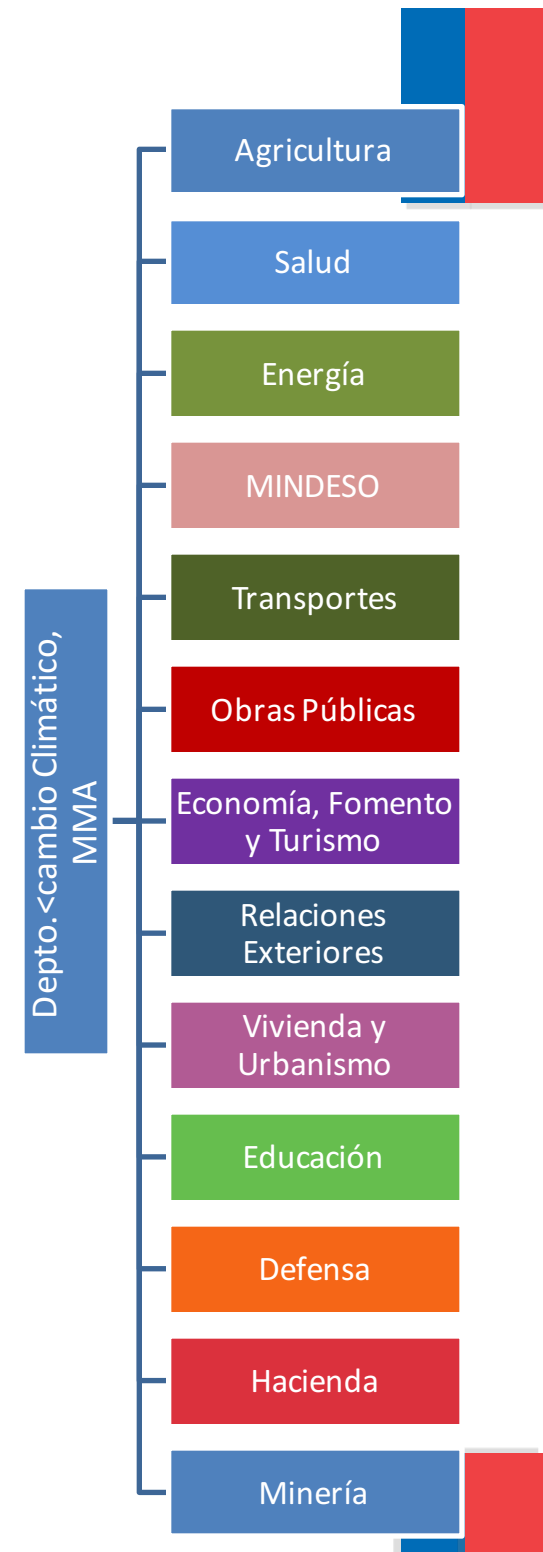 Agricultura
Salud
Energía
MINDESO
Transportes
Obras Públicas
Depto.<cambio Climático,
MMA
Economía, Fomento
y Turismo
Relaciones
Exteriores
Vivienda y
Urbanismo
Educación
Defensa
Hacienda
Minería